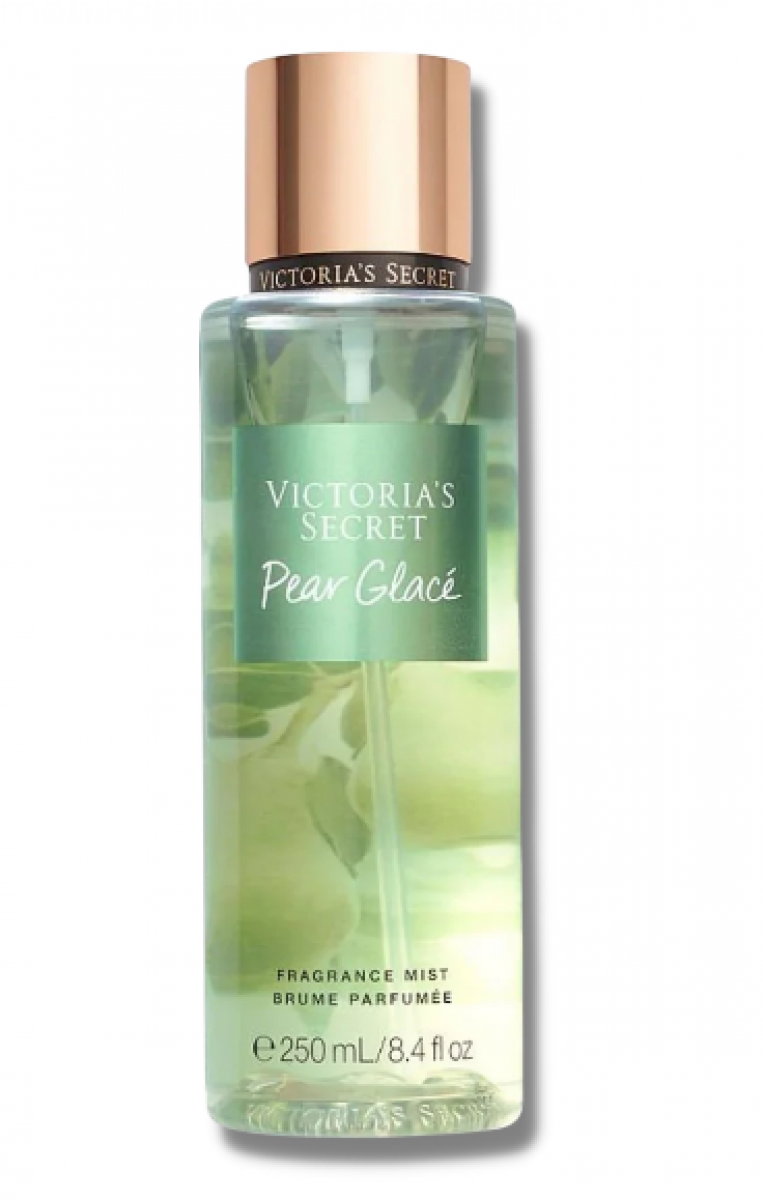 VICTORIA'S SECRET
VICTORIA'S
SECRET
Pear Glacé
FRAGRANCE MIST
BRUME PARFUMÉE
℮ 250 mL/8.4 fl oz